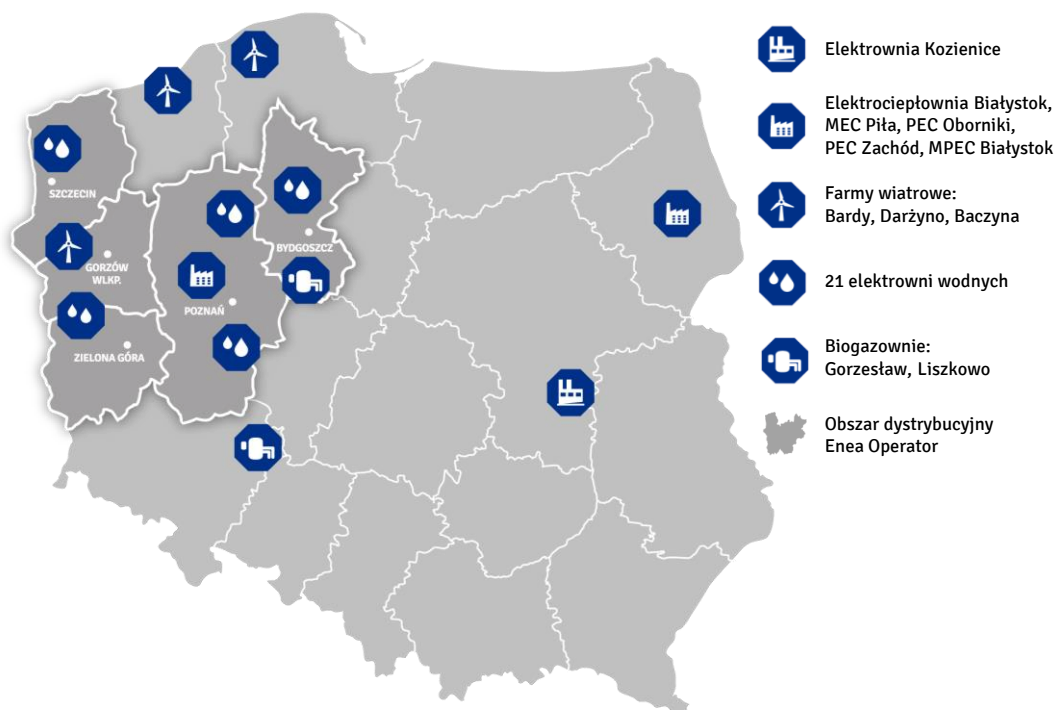 Elektrownia Kozienice
Elektrociepłownia Białystok,
MEC Piła, PEC Oborniki,
PEC Zachód, MPEC Białystok
Farmy wiatrowe:
Bardy, Darżyno, Baczyna
21 elektrowni wodnych
Biogazownie:
Gorzesław, Liszkowo
Obszar dystrybucyjny
Enea Operator
SZCZECIN
GORZÓW
WLKP.
ZIELONA GÓRA
POZNAŃ
BYDGOSZCZ